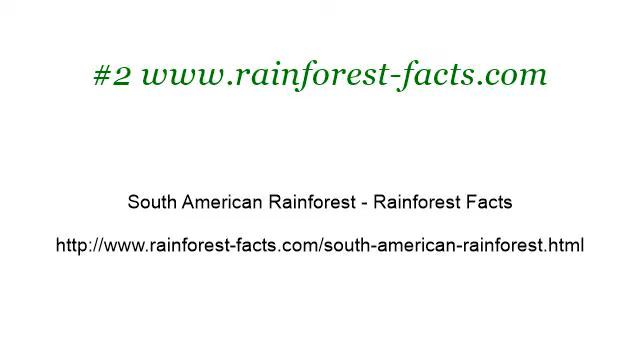 #2 www.rainforest-facts.com
South American Rainforest - Rainforest Facts
http://www.rainforest-facts.com/south-american-rainforest.html